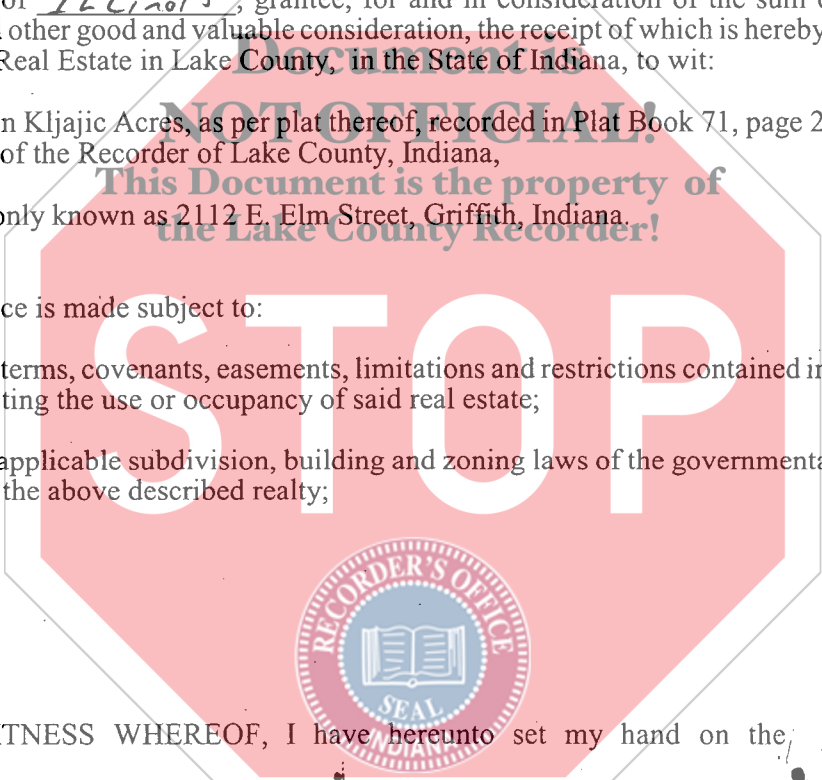 of ILLinois, grantee, for and in consideration of the sum
other good and valuable consideration, the receipt of which is hereby
Real Estate in Lake County, in the State of Indiana, to wit:
Document is
n Kljajic Acres, as per plat thereof, recorded in Plat Book 71, page 2
NOT OFFICIAL!
of the Recorder of Lake County, Indiana,
This Document is the property of
only known as 2112 E. Elm Street, Griffith, Indiana.
the Lake County Recorder!
ce is made subject to:
terms, covenants, easements, limitations and restrictions contained in
ting the use or occupancy of said real estate;
STOP
applicable subdivision, building and zoning laws of the governmenta
the above described realty;
RECORDER'S OFFICE
SEAL
INDIANA
TNESS WHEREOF, I have hereunto set my hand on the